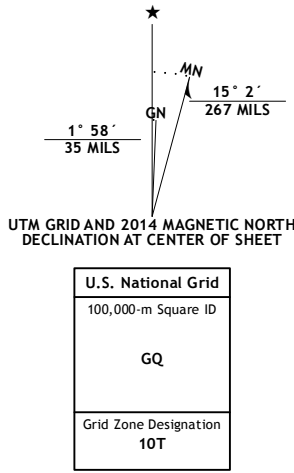 ★
MN
GN
15° 2´
267 MILS
1° 58´
35 MILS
UTM GRID AND 2014 MAGNETIC NORTH
DECLINATION AT CENTER OF SHEET
U.S. National Grid
100,000-m Square ID
GQ
Grid Zone Designation
10T